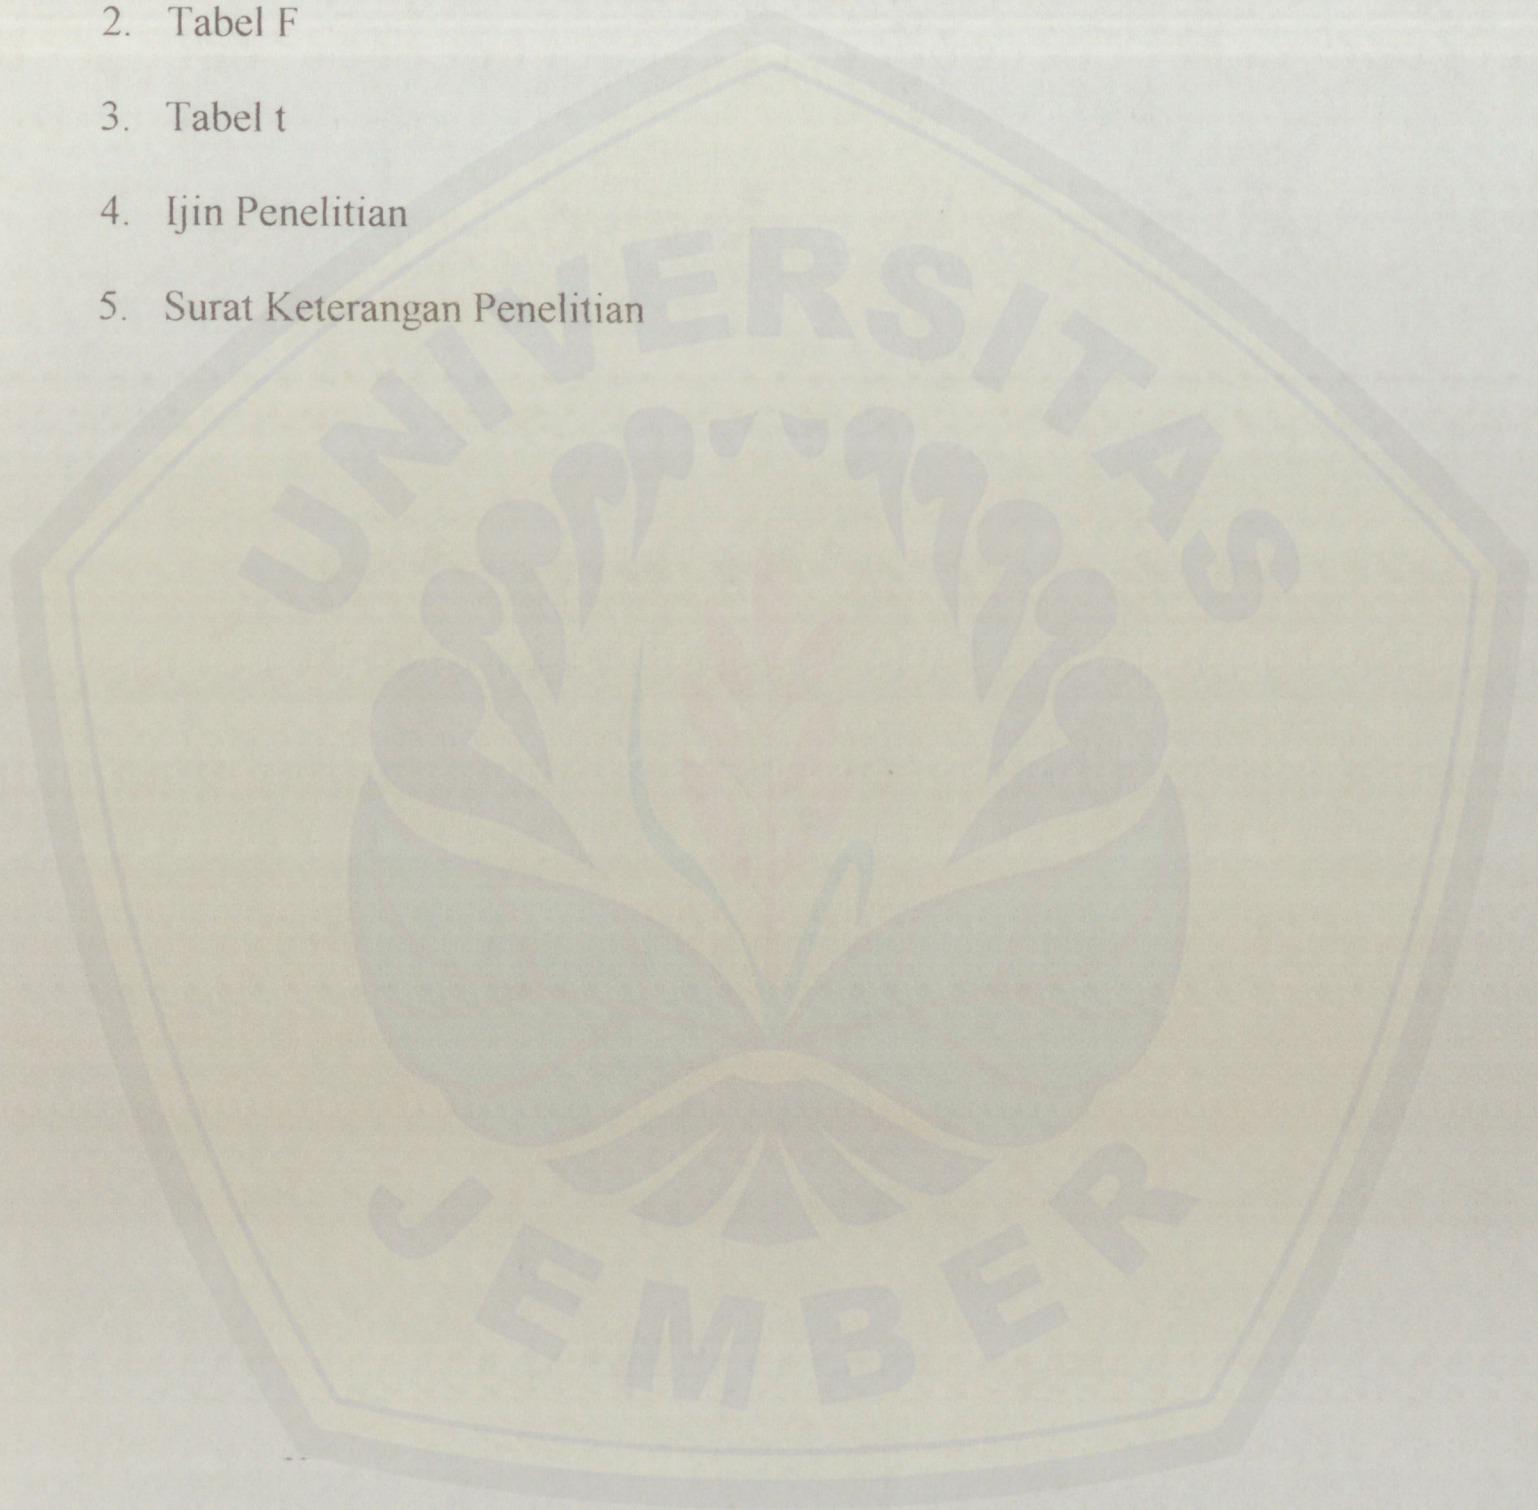 2. Tabel F
3. Tabel t
4. Ijin Penelitian
5. Surat Keterangan Penelitian
UNIVERSITAS
JEMBER